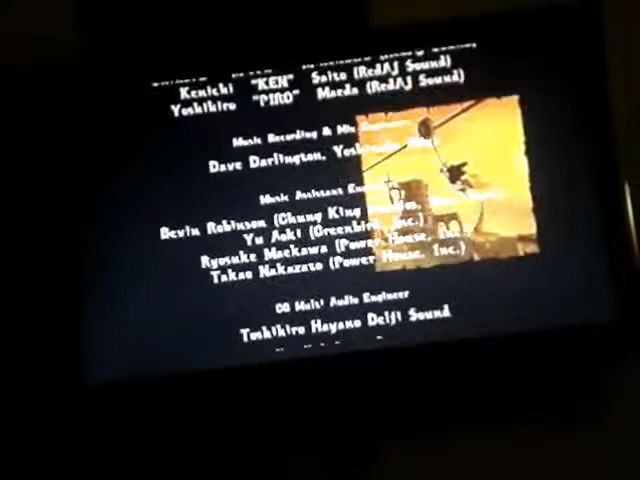 Kenichi "KEN" Saito (RedAJ Sound)
Yoshihiro "PIRO" Maeda (RedAJ Sound)
Music Recording & Mix Engineer
Dave Darlington,
Music Assistant
Devin Robinson (Chung King
Yu Aoki (Greenbird, Inc.)
Ryosuke Maekawa (Power House, Inc.)
Takao Nakazato (Power House, Inc.)
CG Multi Audio Engineer
Toshihiro Hayano Delfi Sound